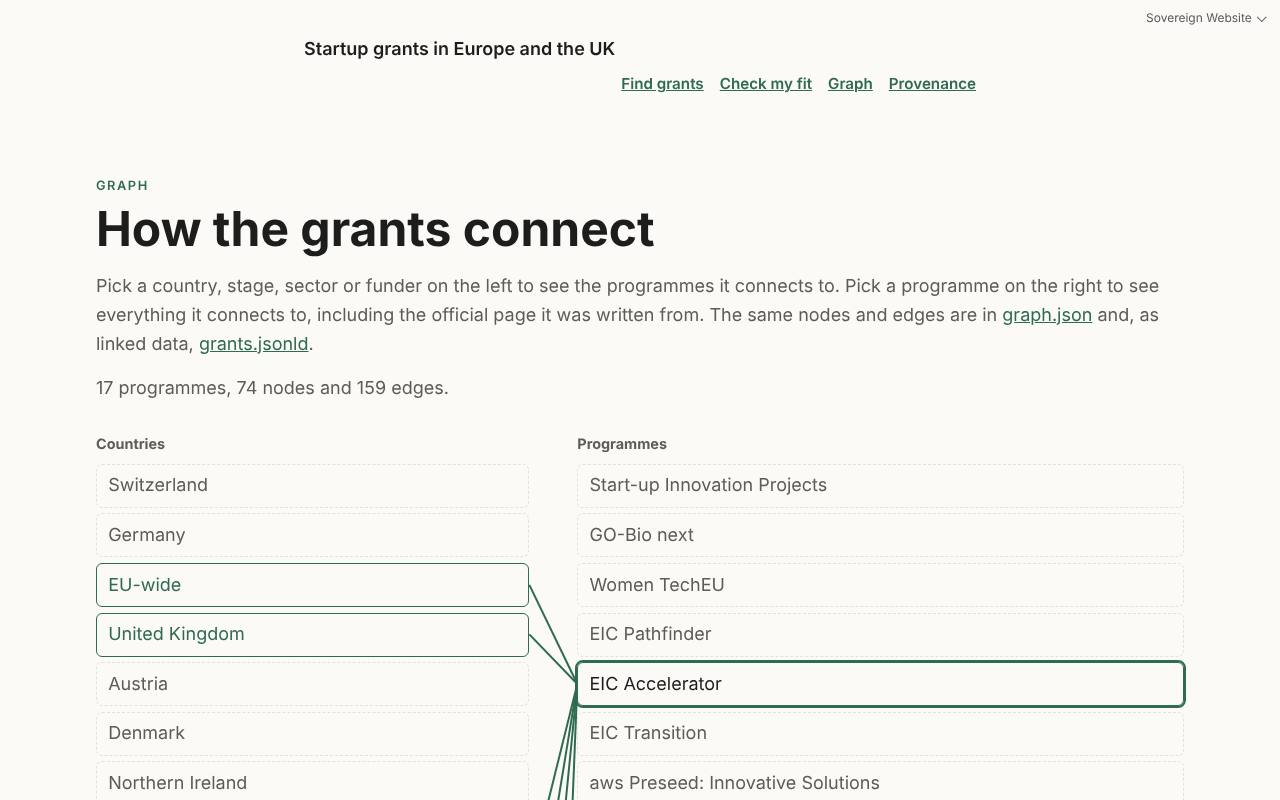 Sovereign Website
Startup grants in Europe and the UK
Find grants Check my fit Graph Provenance
GRAPH
How the grants connect
Pick a country, stage, sector or funder on the left to see the programmes it connects to. Pick a programme on the right to see
everything it connects to, including the official page it was written from. The same nodes and edges are in graph.json and, as
linked data, grants.jsonld.
17 programmes, 74 nodes and 159 edges.
Countries
Switzerland
Germany
EU-wide
United Kingdom
Austria
Denmark
Northern Ireland
Programmes
Start-up Innovation Projects
GO-Bio next
Women TechEU
EIC Pathfinder
EIC Accelerator
EIC Transition
aws Preseed: Innovative Solutions